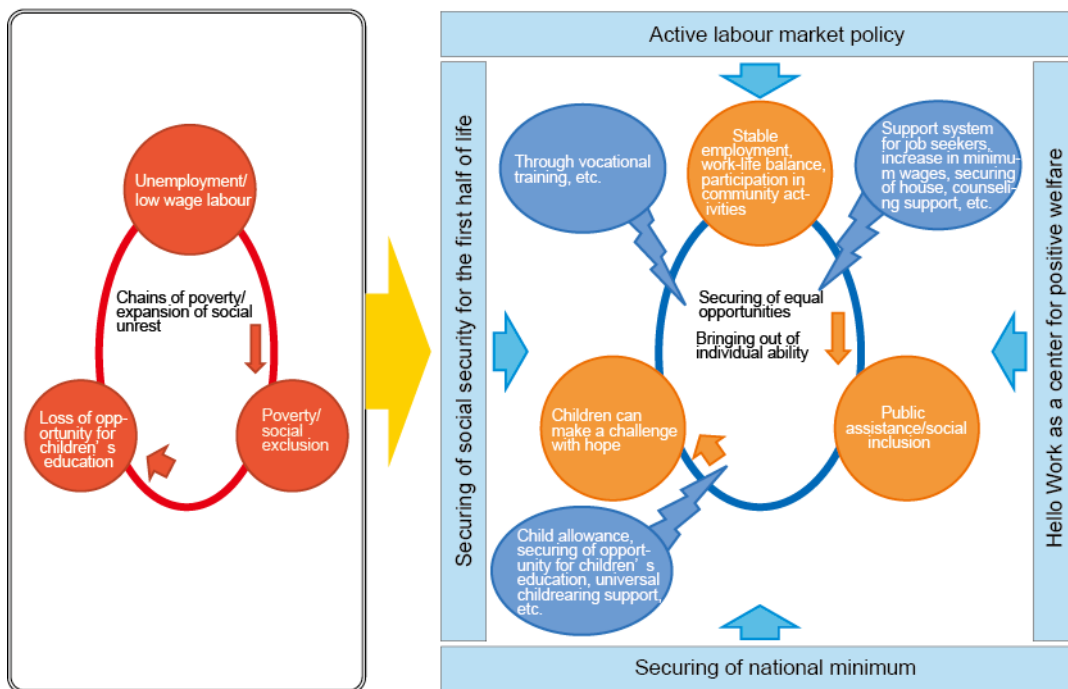 Unemployment/
low wage labour
Chains of poverty/
expansion of social
unrest
Loss of opp-
ortunity for
children’s
education
Poverty/
social
exclusion
Active labour market policy
Securing of social security for the first half of life
Through vocational
training, etc.
Stable
employment,
work-life balance,
participation in
community act-
ivities
Support system
for job seekers,
increase in minimu-
m wages, securing
of house, counsel-
ing support, etc.
Securing of equal
opportunities
Bringing out of
individual ability
Children can
make a challenge
with hope
Public
assistance/social
inclusion
Child allowance,
securing of opport-
unity for children’s
education, universal
childrearing support,
etc.
Hello Work as a center for positive welfare
Securing of national minimum